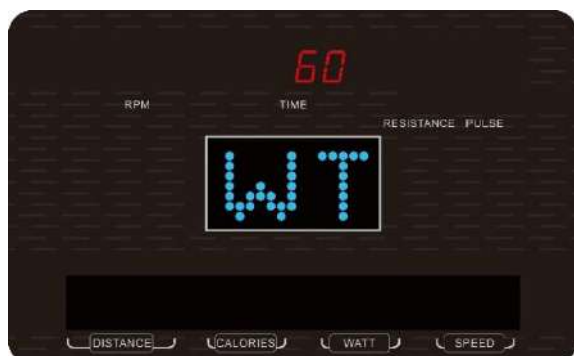 60
RPM TIME
RESISTANCE PULSE
WT
DISTANCE CALORIES WATT SPEED